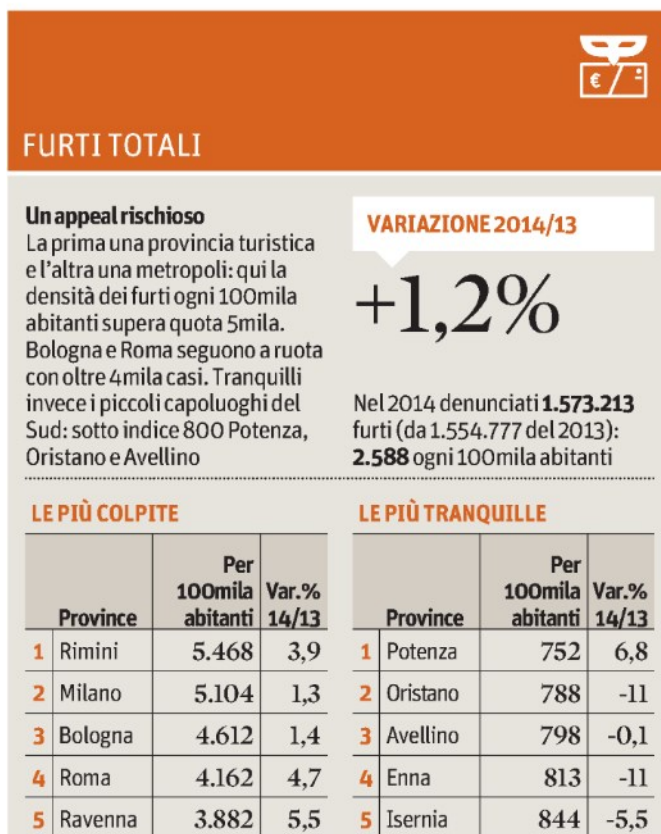 €
FURTI TOTALI
Un appeal rischioso
La prima una provincia turistica
e l'altra una metropoli: qui la
densità dei furti ogni 100mila
abitanti supera quota 5mila.
Bologna e Roma seguono a ruota
con oltre 4mila casi. Tranquilli
invece i piccoli capoluoghi del
Sud: sotto indice 800 Potenza,
Oristano e Avellino
VARIAZIONE 2014/13
+1,2%
Nel 2014 denunciati 1.573.213
furti (da 1.554.777 del 2013):
2.588 ogni 100mila abitanti
LE PIÙ COLPITE
Province Per 100mila abitanti Var.% 14/13
1 Rimini 5.468 3,9
2 Milano 5.104 1,3
3 Bologna 4.612 1,4
4 Roma 4.162 4,7
5 Ravenna 3.882 5,5
LE PIÙ TRANQUILLE
Province Per 100mila abitanti Var.% 14/13
1 Potenza 752 6,8
2 Oristano 788 -11
3 Avellino 798 -0,1
4 Enna 813 -11
5 Isernia 844 -5,5